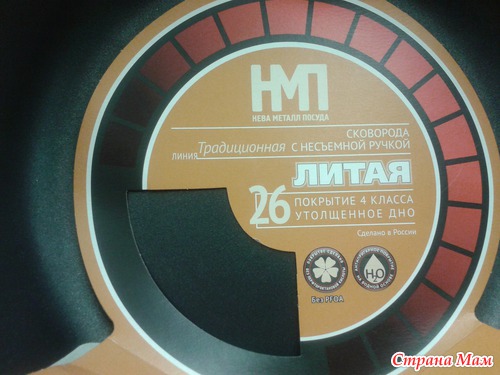 НМП
НЕВА МЕТАЛЛ ПОСУДА
СКОВОРОДА
ЛИНИЯ Традиционная С НЕСЪЕМНОЙ РУЧКОЙ
ЛИТАЯ
26 ПОКРЫТИЕ 4 КЛАССА
УТОЛЩЕННОЕ ДНО
Сделано в России
H2O
Без PFOA
Страна Мам